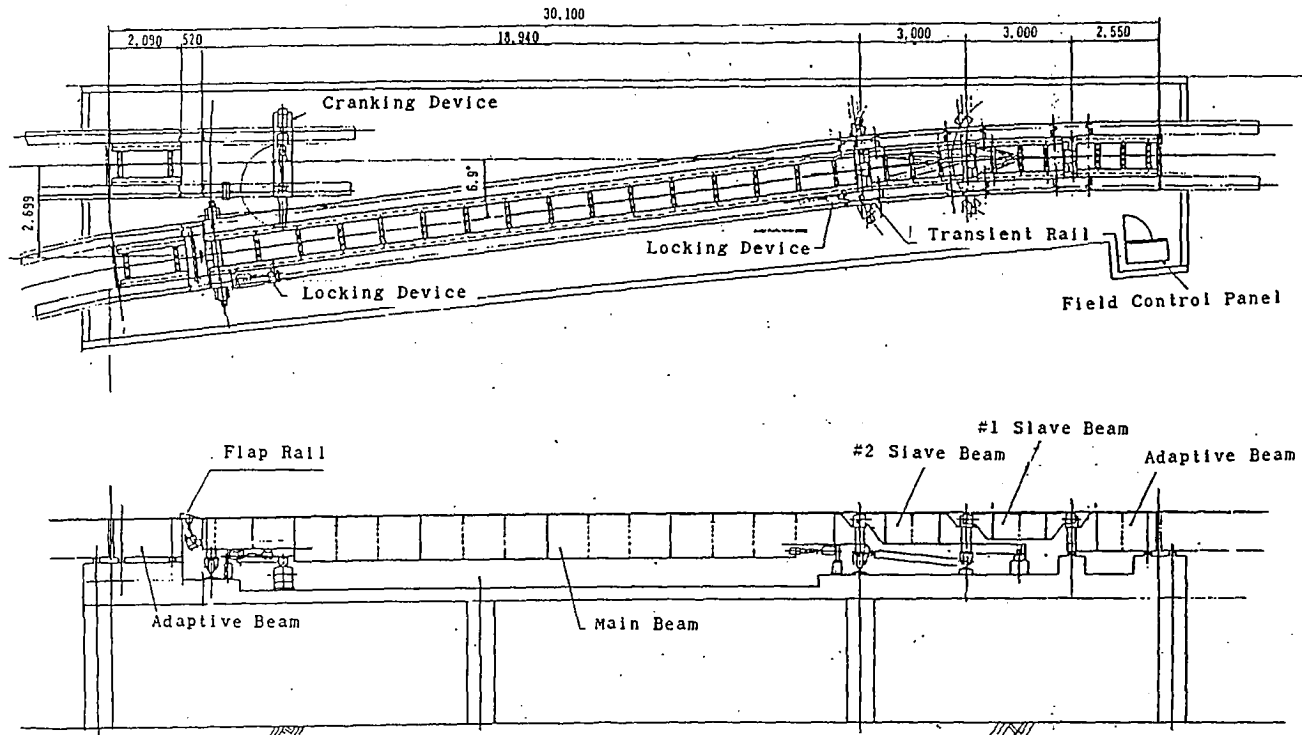 30,100
2,090 520 18,940 3,000 3,000 2,550
Cranking Device
2,699
6.9°
Locking Device
Transient Rail
Locking Device
Field Control Panel
#1 Slave Beam
Flap Rail
#2 Slave Beam
Adaptive Beam
Adaptive Beam
Main Beam